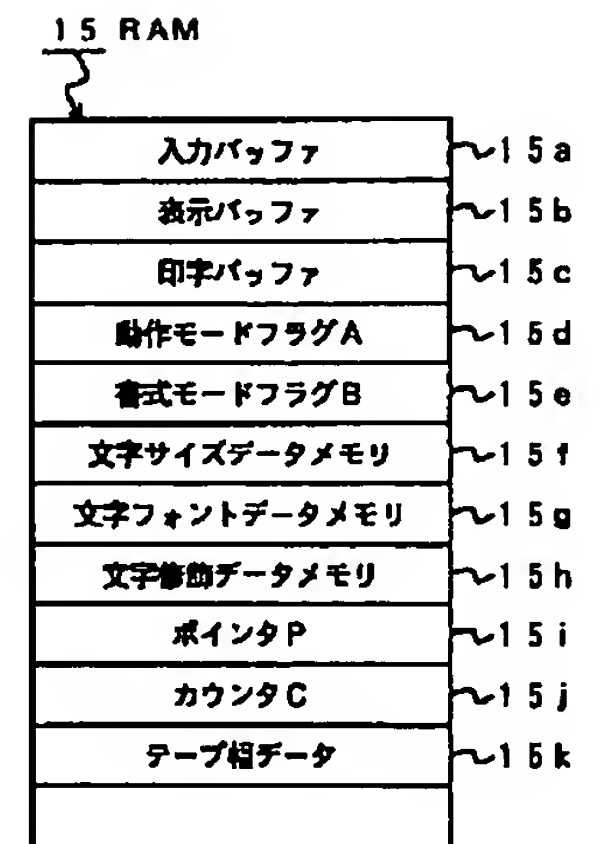 15 RAM
入力バッファ 15a
表示バッファ 15b
印字バッファ 15c
動作モードフラグA 15d
書式モードフラグB 15e
文字サイズデータメモリ 15f
文字フォントデータメモリ 15g
文字修飾データメモリ 15h
ポインタP 15i
カウンタC 15j
テープ幅データ 15k